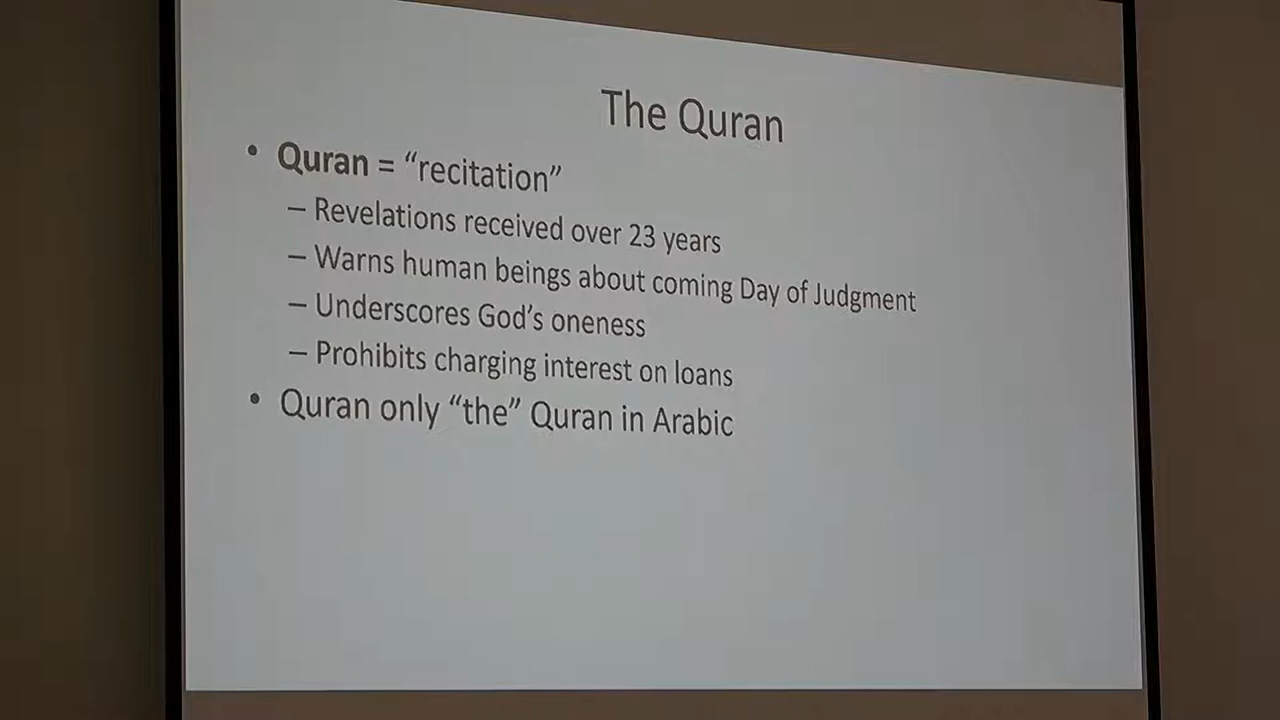 The Quran
• Quran = “recitation”
– Revelations received over 23 years
– Warns human beings about coming Day of Judgment
– Underscores God’s oneness
– Prohibits charging interest on loans
• Quran only “the” Quran in Arabic